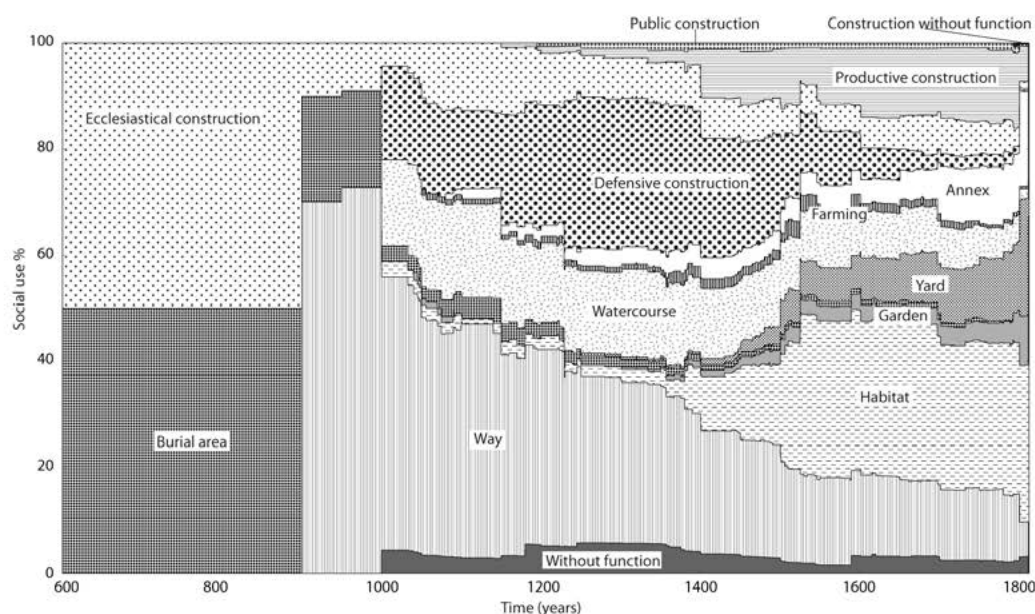 Public construction
Construction without function
100
Productive construction
Ecclesiastical construction
80
Defensive construction
Annex
Farming
60
Social use %
Yard
Watercourse
Garden
40
Habitat
Burial area
Way
20
Without function
0
600
800
1000
1200
1400
1600
1800
Time (years)